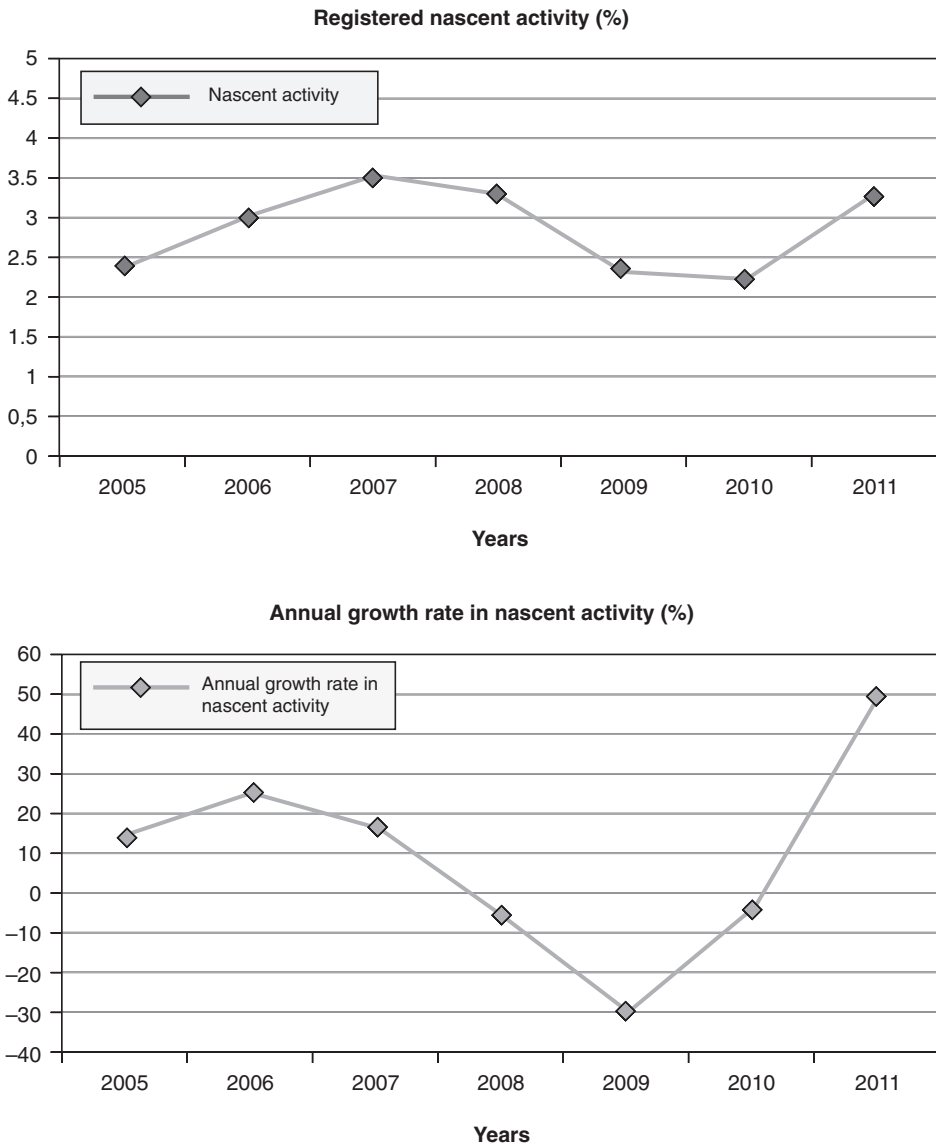 Registered nascent activity (%)
5
4.5
4
3.5
3
2.5
2
1.5
1
0,5
0
Nascent activity
2005 2006 2007 2008 2009 2010 2011
Years
Annual growth rate in nascent activity (%)
60
50
40
30
20
10
0
–10
–20
–30
–40
Annual growth rate in
nascent activity
2005 2006 2007 2008 2009 2010 2011
Years